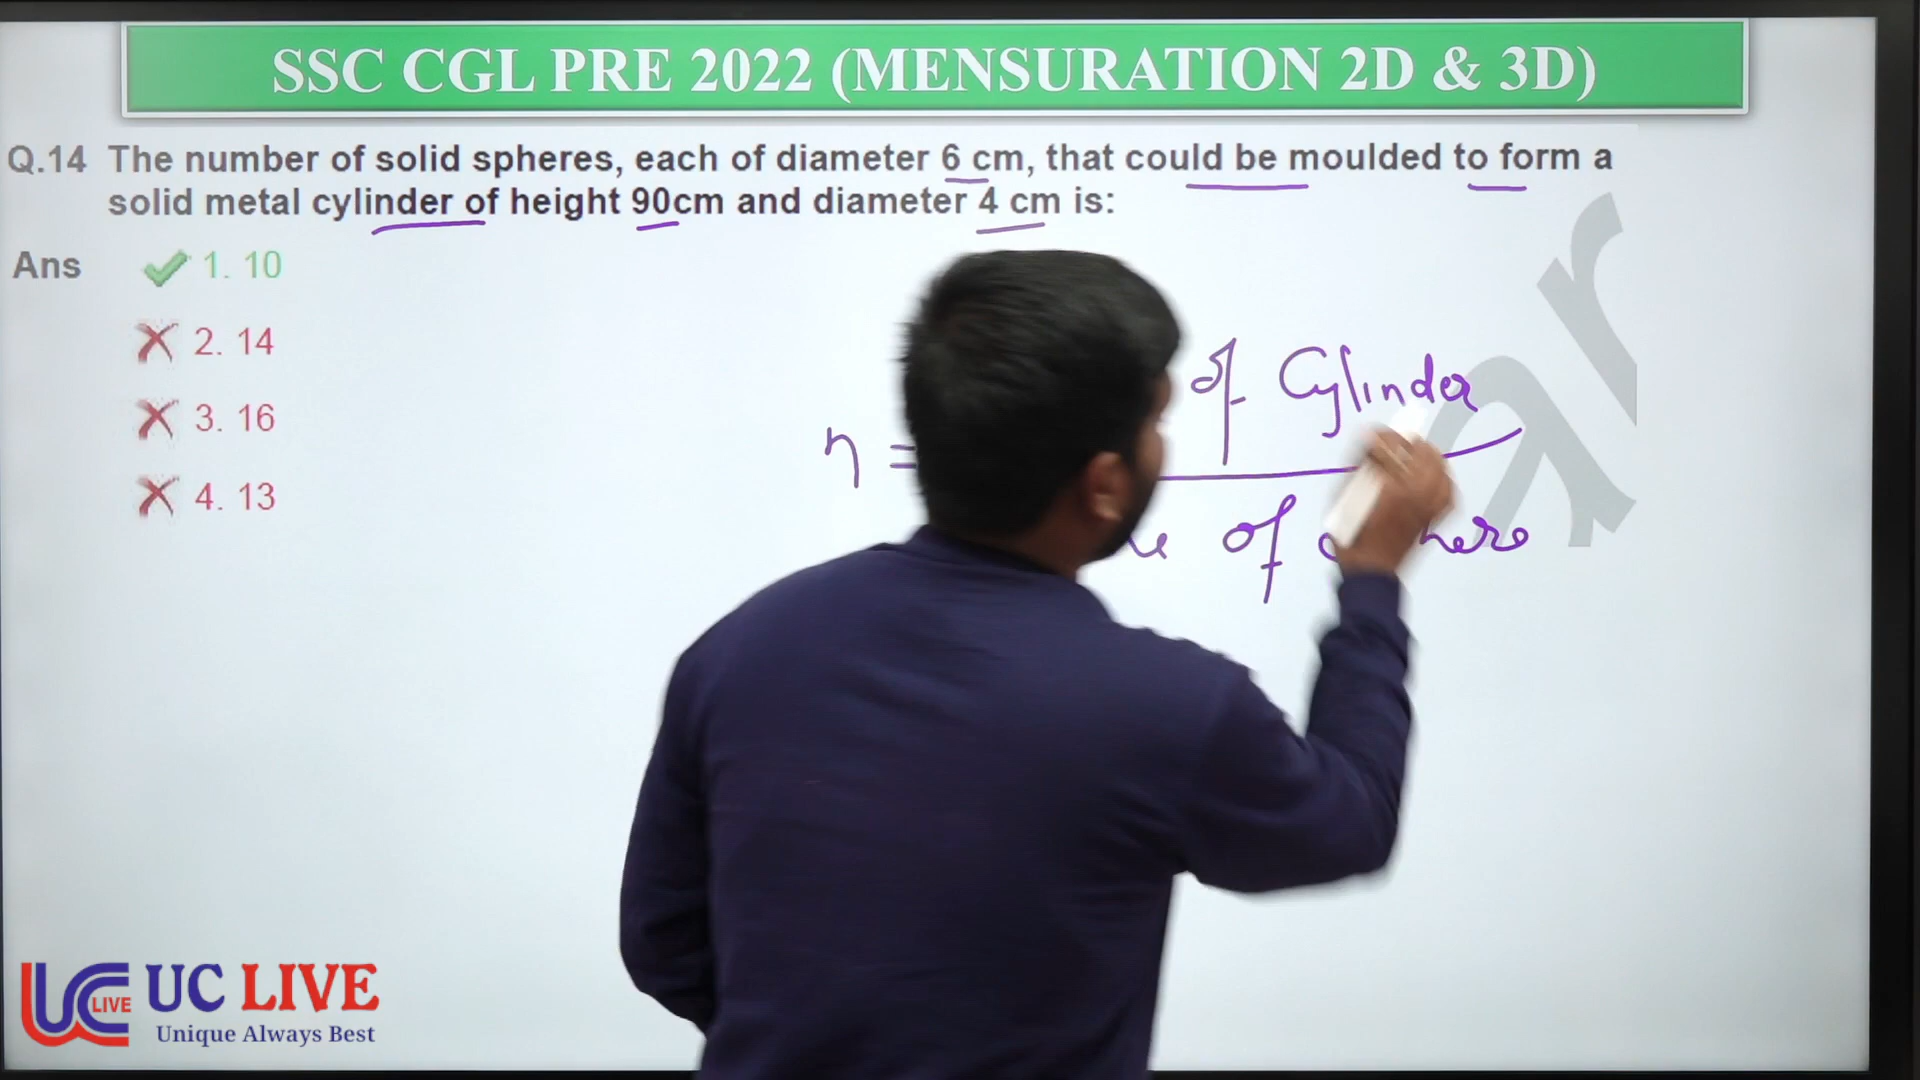 SSC CGL PRE 2022 (MENSURATION 2D & 3D)
Q.14 The number of solid spheres, each of diameter 6 cm, that could be moulded to form a
solid metal cylinder of height 90cm and diameter 4 cm is:
Ans 1. 10
2. 14
3. 16
4. 13
η = of Cylinder
of
UC LIVE
LIVE
Unique Always Best